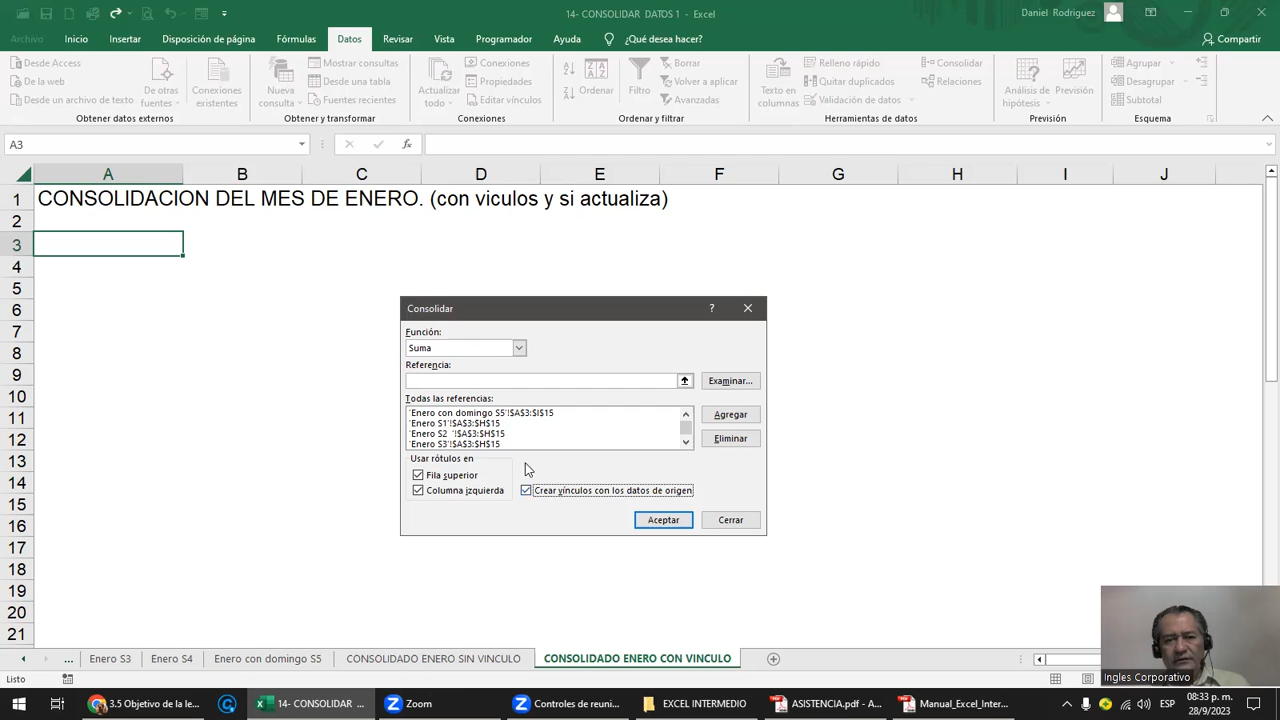 14- CONSOLIDAR DATOS 1 - Excel
Daniel Rodriguez
Archivo Inicio Insertar Disposición de página Fórmulas Datos Revisar Vista Programador Ayuda ¿Qué desea hacer? Compartir
Desde Access
De la web
Desde un archivo de texto
De otras fuentes
Conexiones existentes
Obtener datos externos
Nueva consulta
Mostrar consultas
Desde una tabla
Fuentes recientes
Obtener y transformar
Actualizar todo
Conexiones
Propiedades
Editar vínculos
Conexiones
Ordenar
Filtro
Borrar
Volver a aplicar
Avanzadas
Ordenar y filtrar
Texto en columnas
Relleno rápido
Quitar duplicados
Validación de datos
Consolidar
Relaciones
Herramientas de datos
Análisis de hipótesis
Previsión
Previsión
Agrupar
Desagrupar
Subtotal
Esquema
A3
fx
A B C D E F G H I J
1 CONSOLIDACION DEL MES DE ENERO. (con viculos y si actualiza)
2
3
4
5
6
7
8
9
10
11
12
13
14
15
16
17
18
19
20
21
Consolidar ?
Función:
Suma
Referencia:
Examinar...
Todas las referencias:
'Enero con domingo S5'!$A$3:$I$15
'Enero S1'!$A$3:$H$15
'Enero S2 '!$A$3:$H$15
'Enero S3'!$A$3:$H$15
Agregar
Eliminar
Usar rótulos en
Fila superior
Columna izquierda
Crear vínculos con los datos de origen
Aceptar Cerrar
Ingles Corporativo
... Enero S3 Enero S4 Enero con domingo S5 CONSOLIDADO ENERO SIN VINCULO CONSOLIDADO ENERO CON VINCULO
Listo
3.5 Objetivo de la le... 14- CONSOLIDAR ... Zoom Controles de reuni... EXCEL INTERMEDIO ASISTENCIA.pdf - A... Manual_Excel_Inter... ESP
08:33 p. m.
28/9/2023